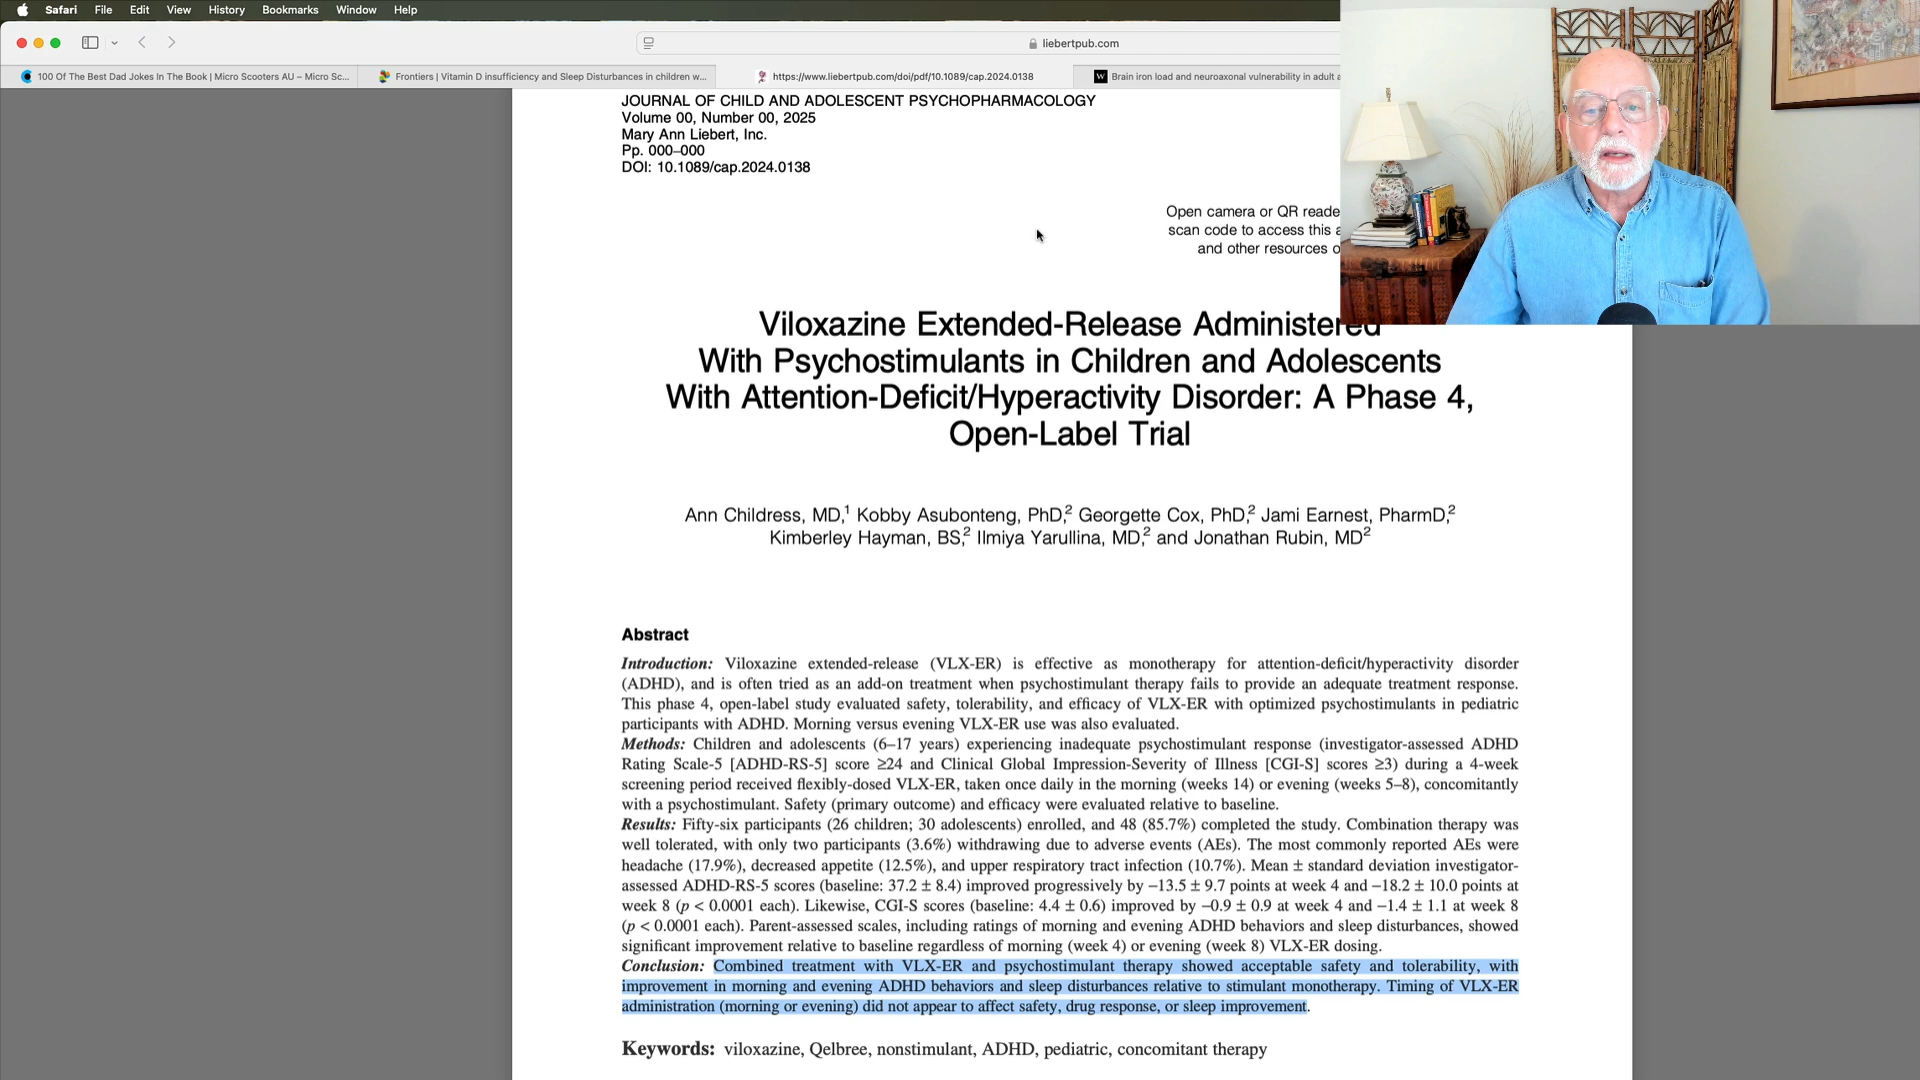 Safari File Edit View History Bookmarks Window Help
liebertpub.com
100 Of The Best Dad Jokes In The Book | Micro Scooters AU – Micro Sc...
Frontiers | Vitamin D insufficiency and Sleep Disturbances in children w...
https://www.liebertpub.com/doi/pdf/10.1089/cap.2024.0138
W Brain iron load and neuroaxonal vulnerability in adult a
JOURNAL OF CHILD AND ADOLESCENT PSYCHOPHARMACOLOGY
Volume 00, Number 00, 2025
Mary Ann Liebert, Inc.
Pp. 000–000
DOI: 10.1089/cap.2024.0138
Open camera or QR reade
scan code to access this a
and other resources o
Viloxazine Extended-Release Administered
With Psychostimulants in Children and Adolescents
With Attention-Deficit/Hyperactivity Disorder: A Phase 4,
Open-Label Trial
Ann Childress, MD,1 Kobby Asubonteng, PhD,2 Georgette Cox, PhD,2 Jami Earnest, PharmD,2
Kimberley Hayman, BS,2 Ilmiya Yarullina, MD,2 and Jonathan Rubin, MD2
Abstract
Introduction: Viloxazine extended-release (VLX-ER) is effective as monotherapy for attention-deficit/hyperactivity disorder
(ADHD), and is often tried as an add-on treatment when psychostimulant therapy fails to provide an adequate treatment response.
This phase 4, open-label study evaluated safety, tolerability, and efficacy of VLX-ER with optimized psychostimulants in pediatric
participants with ADHD. Morning versus evening VLX-ER use was also evaluated.
Methods: Children and adolescents (6–17 years) experiencing inadequate psychostimulant response (investigator-assessed ADHD
Rating Scale-5 [ADHD-RS-5] score ≥24 and Clinical Global Impression-Severity of Illness [CGI-S] scores ≥3) during a 4-week
screening period received flexibly-dosed VLX-ER, taken once daily in the morning (weeks 14) or evening (weeks 5–8), concomitantly
with a psychostimulant. Safety (primary outcome) and efficacy were evaluated relative to baseline.
Results: Fifty-six participants (26 children; 30 adolescents) enrolled, and 48 (85.7%) completed the study. Combination therapy was
well tolerated, with only two participants (3.6%) withdrawing due to adverse events (AEs). The most commonly reported AEs were
headache (17.9%), decreased appetite (12.5%), and upper respiratory tract infection (10.7%). Mean ± standard deviation investigator-
assessed ADHD-RS-5 scores (baseline: 37.2 ± 8.4) improved progressively by −13.5 ± 9.7 points at week 4 and −18.2 ± 10.0 points at
week 8 (p < 0.0001 each). Likewise, CGI-S scores (baseline: 4.4 ± 0.6) improved by −0.9 ± 0.9 at week 4 and −1.4 ± 1.1 at week 8
(p < 0.0001 each). Parent-assessed scales, including ratings of morning and evening ADHD behaviors and sleep disturbances, showed
significant improvement relative to baseline regardless of morning (week 4) or evening (week 8) VLX-ER dosing.
Conclusion: Combined treatment with VLX-ER and psychostimulant therapy showed acceptable safety and tolerability, with
improvement in morning and evening ADHD behaviors and sleep disturbances relative to stimulant monotherapy. Timing of VLX-ER
administration (morning or evening) did not appear to affect safety, drug response, or sleep improvement.
Keywords: viloxazine, Qelbree, nonstimulant, ADHD, pediatric, concomitant therapy